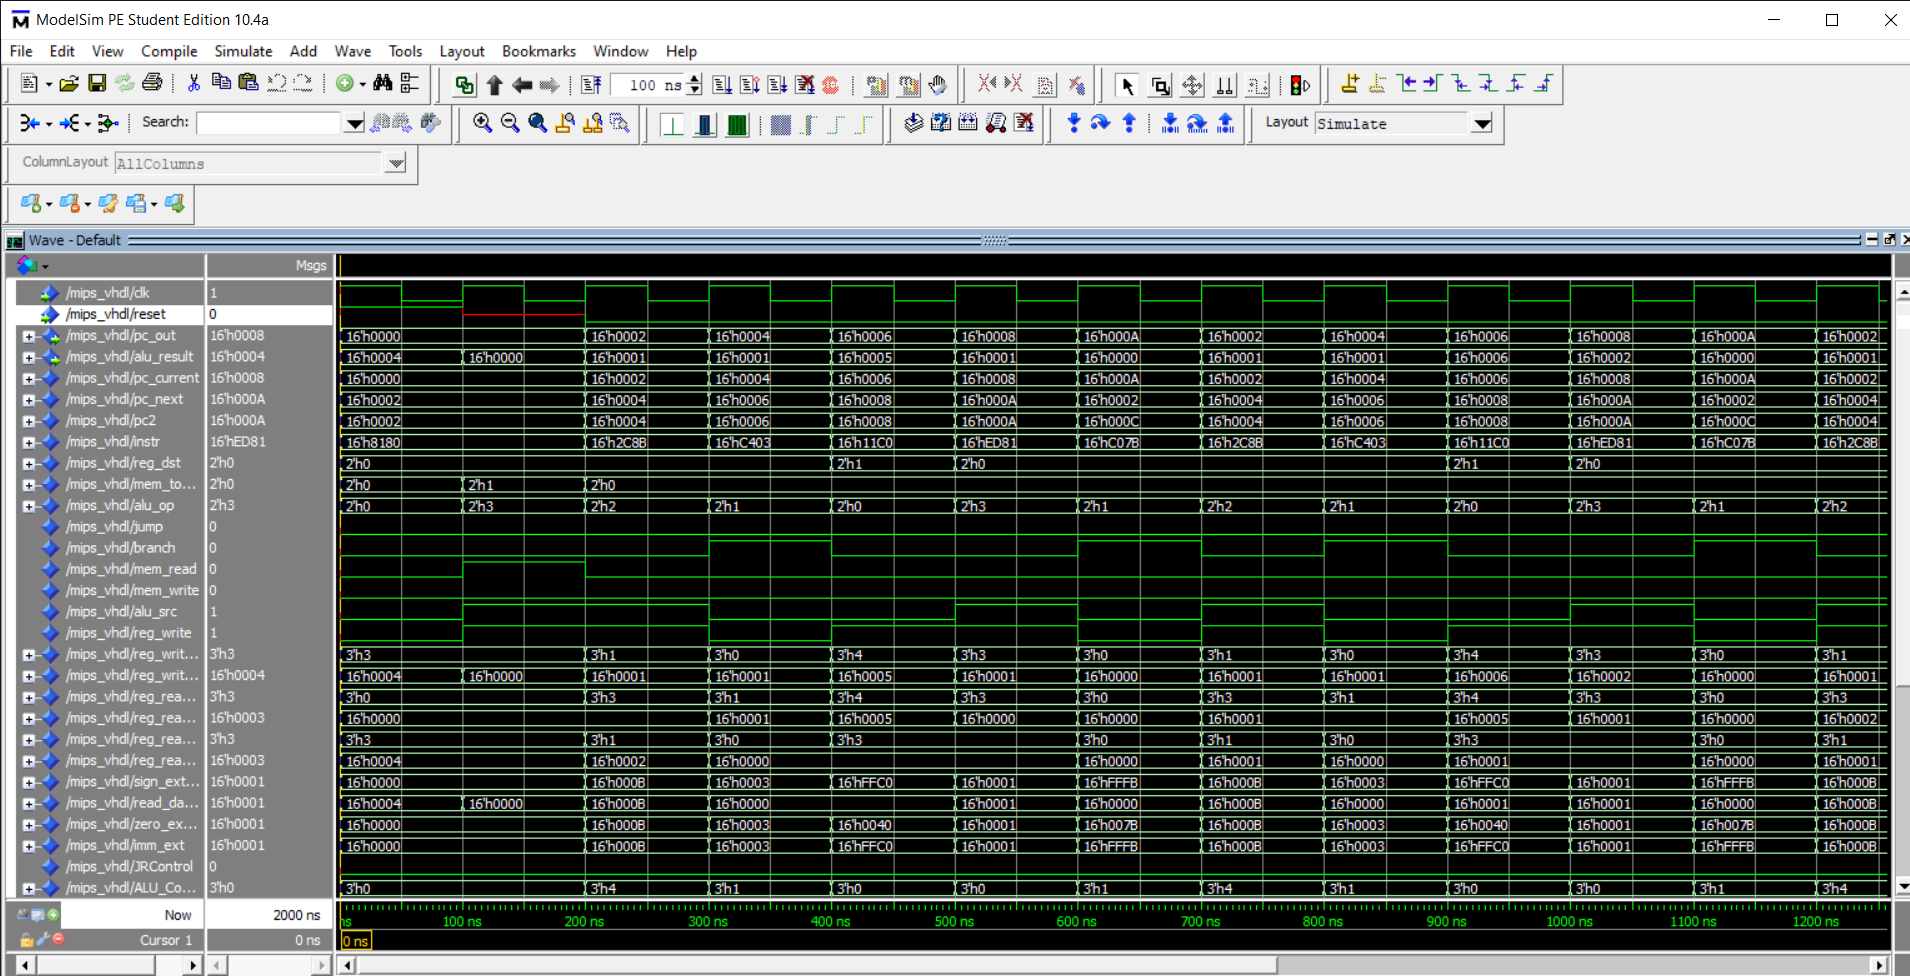 ModelSim PE Student Edition 10.4a
File Edit View Compile Simulate Add Wave Tools Layout Bookmarks Window Help
100 ns
Search: Layout Simulate
ColumnLayout AllColumns
Wave - Default
Msgs
/mips_vhdl/clk 1
/mips_vhdl/reset 0
/mips_vhdl/pc_out 16'h0008 16'h0000 16'h0002 16'h0004 16'h0006 16'h0008 16'h000A 16'h0002 16'h0004 16'h0006 16'h0008 16'h000A 16'h0002
/mips_vhdl/alu_result 16'h0004 16'h0004 16'h0000 16'h0001 16'h0001 16'h0005 16'h0001 16'h0000 16'h0001 16'h0001 16'h0006 16'h0002 16'h0000 16'h0001
/mips_vhdl/pc_current 16'h0008 16'h0000 16'h0002 16'h0004 16'h0006 16'h0008 16'h000A 16'h0002 16'h0004 16'h0006 16'h0008 16'h000A 16'h0002
/mips_vhdl/pc_next 16'h000A 16'h0002 16'h0004 16'h0006 16'h0008 16'h000A 16'h0002 16'h0004 16'h0006 16'h0008 16'h000A 16'h0002 16'h0004
/mips_vhdl/pc2 16'h000A 16'h0002 16'h0004 16'h0006 16'h0008 16'h000A 16'h000C 16'h0004 16'h0006 16'h0008 16'h000A 16'h000C 16'h0004
/mips_vhdl/instr 16'hED81 16'h8180 16'h2C8B 16'hC403 16'h11C0 16'hED81 16'hC07B 16'h2C8B 16'hC403 16'h11C0 16'hED81 16'hC07B 16'h2C8B
/mips_vhdl/reg_dst 2'h0 2'h0 2'h1 2'h0 2'h1 2'h0
/mips_vhdl/mem_to... 2'h0 2'h0 2'h1 2'h0
/mips_vhdl/alu_op 2'h3 2'h0 2'h3 2'h2 2'h1 2'h0 2'h3 2'h1 2'h2 2'h1 2'h0 2'h3 2'h1 2'h2
/mips_vhdl/jump 0
/mips_vhdl/branch 0
/mips_vhdl/mem_read 0
/mips_vhdl/mem_write 0
/mips_vhdl/alu_src 1
/mips_vhdl/reg_write 1
/mips_vhdl/reg_writ... 3'h3 3'h3 3'h1 3'h0 3'h4 3'h3 3'h0 3'h1 3'h0 3'h4 3'h3 3'h0 3'h1
/mips_vhdl/reg_writ... 16'h0004 16'h0004 16'h0000 16'h0001 16'h0001 16'h0005 16'h0001 16'h0000 16'h0001 16'h0001 16'h0006 16'h0002 16'h0000 16'h0001
/mips_vhdl/reg_rea... 3'h3 3'h0 3'h3 3'h1 3'h4 3'h3 3'h0 3'h3 3'h1 3'h4 3'h3 3'h0 3'h3
/mips_vhdl/reg_rea... 16'h0003 16'h0000 16'h0001 16'h0005 16'h0000 16'h0000 16'h0001 16'h0005 16'h0001 16'h0000 16'h0002
/mips_vhdl/reg_rea... 3'h3 3'h3 3'h1 3'h0 3'h3 3'h0 3'h1 3'h0 3'h3 3'h0 3'h1
/mips_vhdl/reg_rea... 16'h0003 16'h0004 16'h0002 16'h0000 16'h0000 16'h0001 16'h0000 16'h0001 16'h0000 16'h0001
/mips_vhdl/sign_ext... 16'h0001 16'h0000 16'h000B 16'h0003 16'hFFC0 16'h0001 16'hFFFB 16'h000B 16'h0003 16'hFFC0 16'h0001 16'hFFFB 16'h000B
/mips_vhdl/read_da... 16'h0001 16'h0004 16'h0000 16'h000B 16'h0000 16'h0001 16'h0000 16'h000B 16'h0000 16'h0001 16'h0001 16'h0000 16'h000B
/mips_vhdl/zero_ex... 16'h0001 16'h0000 16'h000B 16'h0003 16'h0040 16'h0001 16'h007B 16'h000B 16'h0003 16'h0040 16'h0001 16'h007B 16'h000B
/mips_vhdl/imm_ext 16'h0001 16'h0000 16'h000B 16'h0003 16'hFFC0 16'h0001 16'hFFFB 16'h000B 16'h0003 16'hFFC0 16'h0001 16'hFFFB 16'h000B
/mips_vhdl/JRControl 0
/mips_vhdl/ALU_Co... 3'h0 3'h0 3'h4 3'h1 3'h0 3'h0 3'h1 3'h4 3'h1 3'h0 3'h0 3'h1 3'h4
Now 2000 ns ns 100 ns 200 ns 300 ns 400 ns 500 ns 600 ns 700 ns 800 ns 900 ns 1000 ns 1100 ns 1200 ns
Cursor 1 0 ns 0 ns